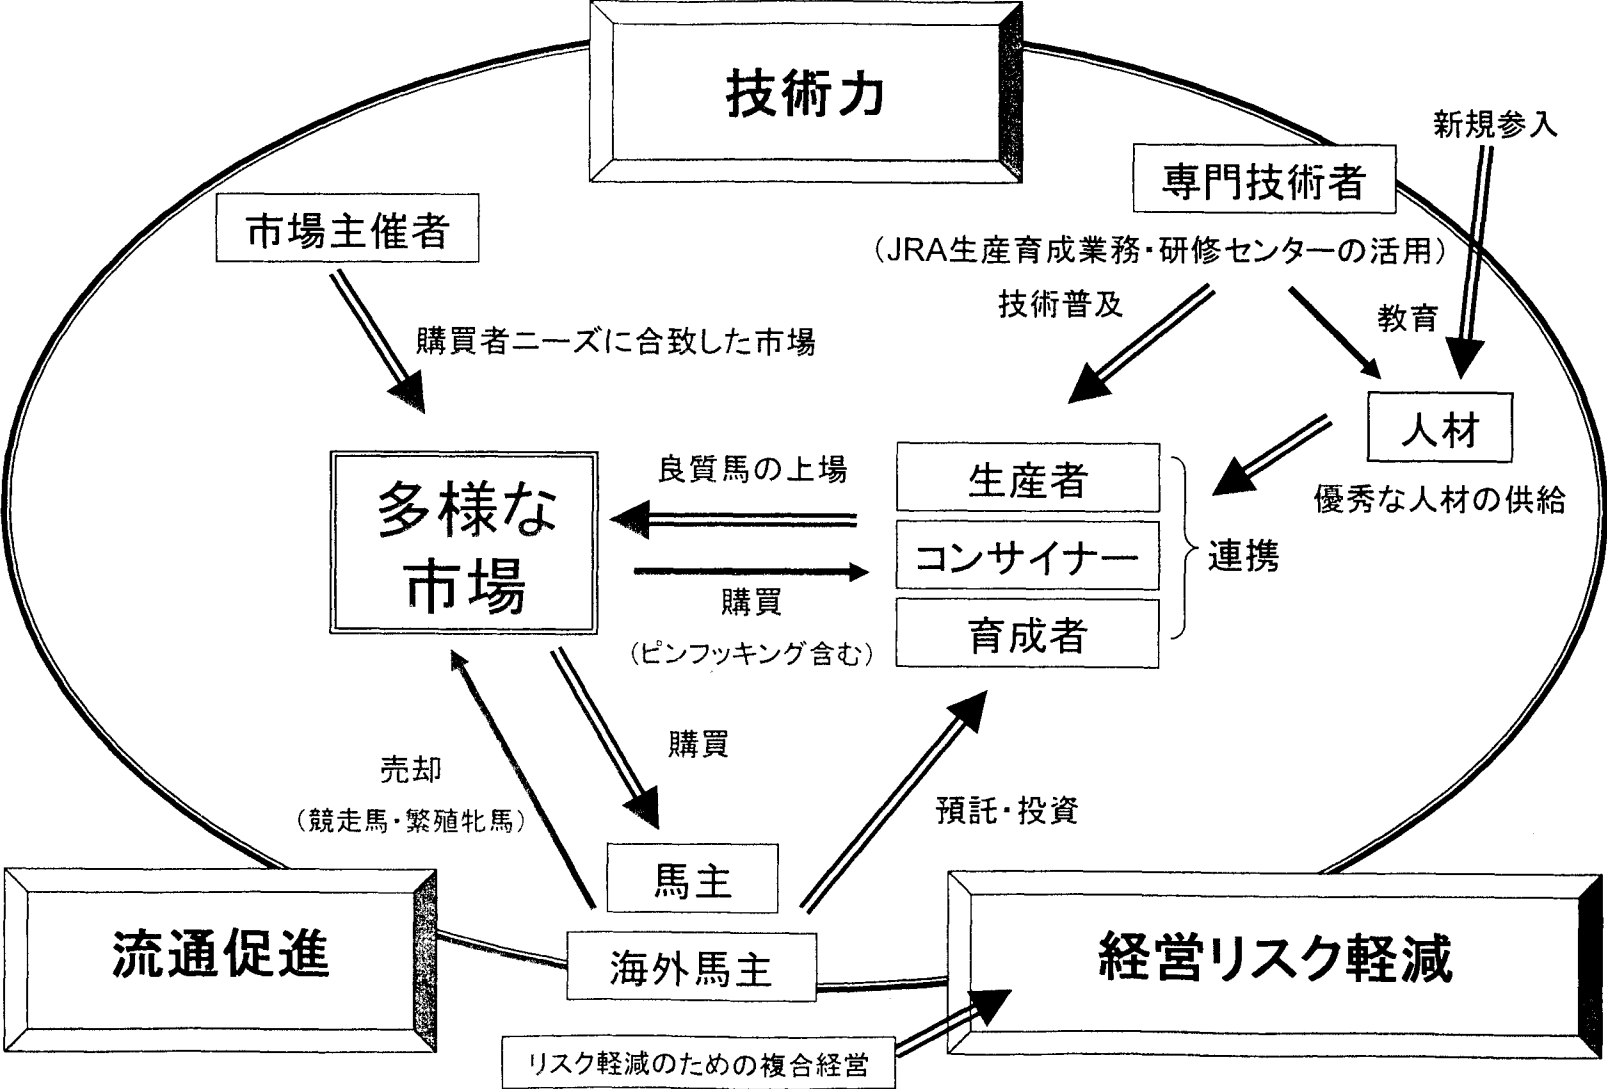 技術力
新規参入
専門技術者
市場主催者
（JRA生産育成業務・研修センターの活用）
技術普及
教育
購買者ニーズに合致した市場
人材
優秀な人材の供給
良質馬の上場
生産者
多様な
市場
コンサイナー
連携
購買
（ピンフッキング含む）
育成者
購買
売却
（競走馬・繁殖牝馬）
預託・投資
馬主
海外馬主
流通促進
経営リスク軽減
リスク軽減のための複合経営